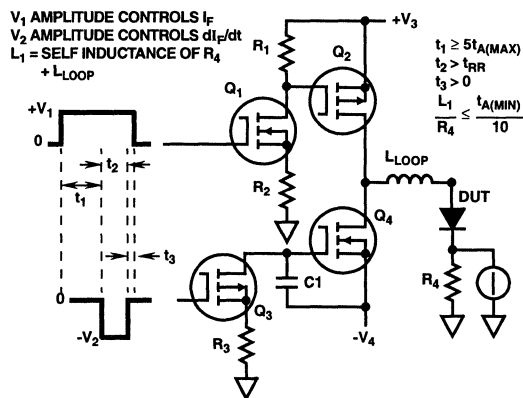 V1 AMPLITUDE CONTROLS IF
V2 AMPLITUDE CONTROLS dIF/dt
L1 = SELF INDUCTANCE OF R4
+ LLOOP
R1
Q2
+V3
t1 ≥ 5tA(MAX)
t2 > tRR
t3 > 0
L1/R4 ≤ tA(MIN)/10
Q1
+V1
0
t2
t1
t3
R2
LLOOP
DUT
Q4
C1
R4
0
-V2
Q3
R3
-V4